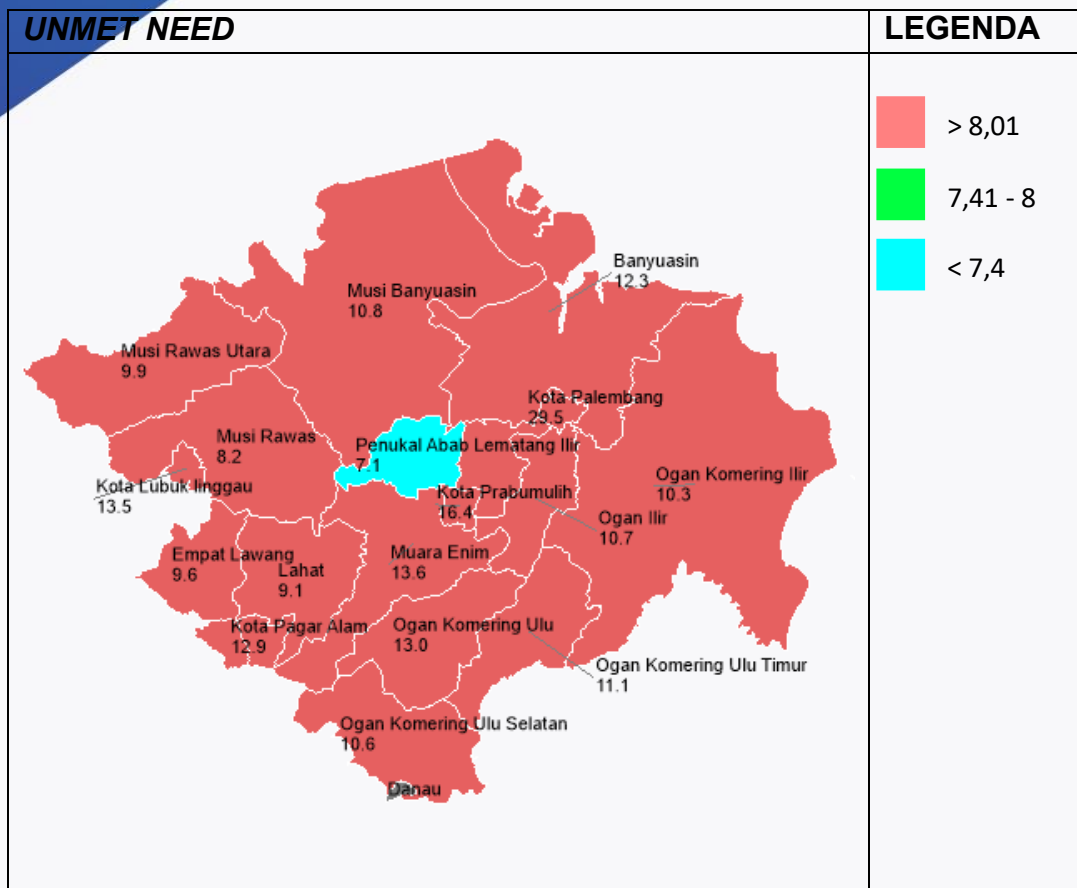 UNMET NEED
LEGENDA
> 8,01
7,41 - 8
< 7,4
Banyuasin
12.3
Musi Banyuasin
10.8
Musi Rawas Utara
9.9
Kota Palembang
29.5
Musi Rawas
8.2
Penukal Abab Lematang Ilir
7.1
Kota Lubuk linggau
13.5
Kota Prabumulih
16.4
Ogan Komering Ilir
10.3
Ogan Ilir
10.7
Empat Lawang
9.6
Lahat
9.1
Muara Enim
13.6
Kota Pagar Alam
12.9
Ogan Komering Ulu
13.0
Ogan Komering Ulu Timur
11.1
Ogan Komering Ulu Selatan
10.6
Danau